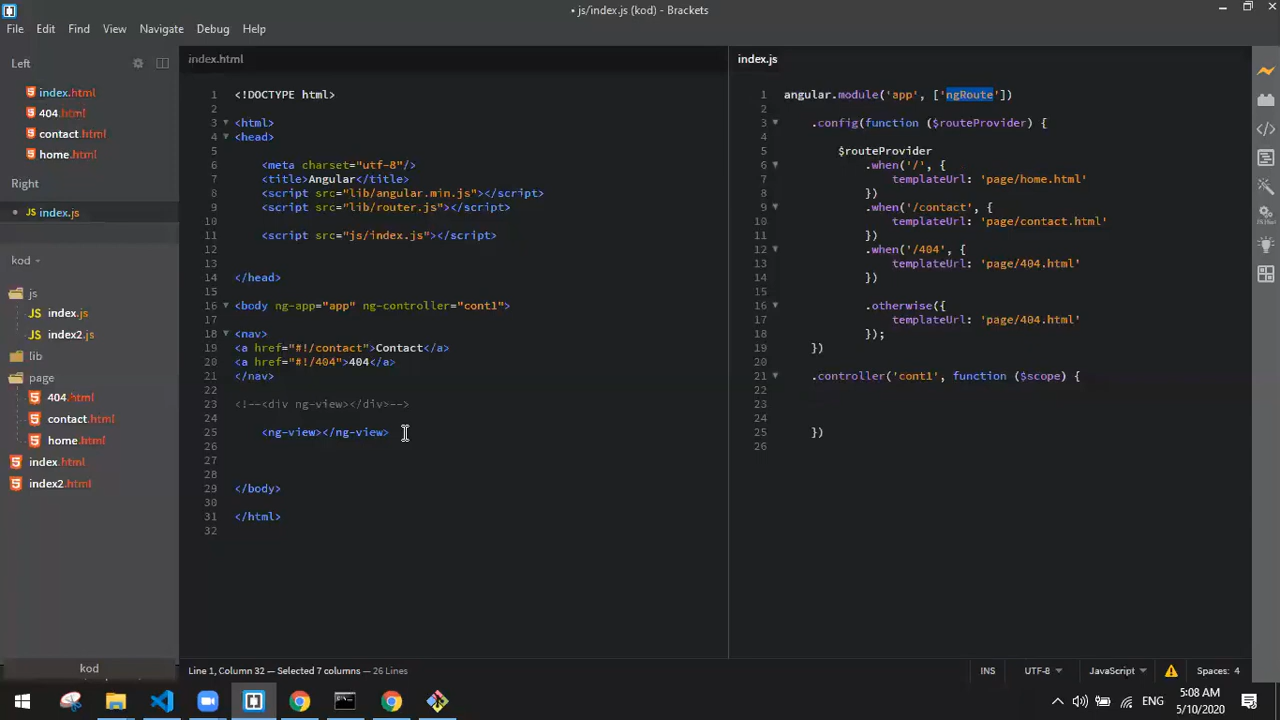 js/index.js (kod) - Brackets
File Edit Find View Navigate Debug Help
Left
index.html
404.html
contact.html
home.html
Right
index.js
kod
js
index.js
index2.js
lib
page
404.html
contact.html
home.html
index.html
index2.html
kod
index.html
1 <!DOCTYPE html>
2
3 <html>
4 <head>
5
6 <meta charset="utf-8"/>
7 <title>Angular</title>
8 <script src="lib/angular.min.js"></script>
9 <script src="lib/router.js"></script>
10
11 <script src="js/index.js"></script>
12
13
14 </head>
15
16 <body ng-app="app" ng-controller="cont1">
17
18 <nav>
19 <a href="#!/contact">Contact</a>
20 <a href="#!/404">404</a>
21 </nav>
22
23 <!--<div ng-view></div>-->
24
25 <ng-view></ng-view>
26
27
28
29 </body>
30
31 </html>
32
index.js
1 angular.module('app', ['ngRoute'])
2
3 .config(function ($routeProvider) {
4
5 $routeProvider
6 .when('/', {
7 templateUrl: 'page/home.html'
8 })
9 .when('/contact', {
10 templateUrl: 'page/contact.html'
11 })
12 .when('/404', {
13 templateUrl: 'page/404.html'
14 })
15
16 .otherwise({
17 templateUrl: 'page/404.html'
18 });
19 })
20
21 .controller('cont1', function ($scope) {
22
23
24
25 })
26
Line 1, Column 32 — Selected 7 columns — 26 Lines
INS UTF-8 JavaScript Spaces: 4
ENG
5:08 AM
5/10/2020